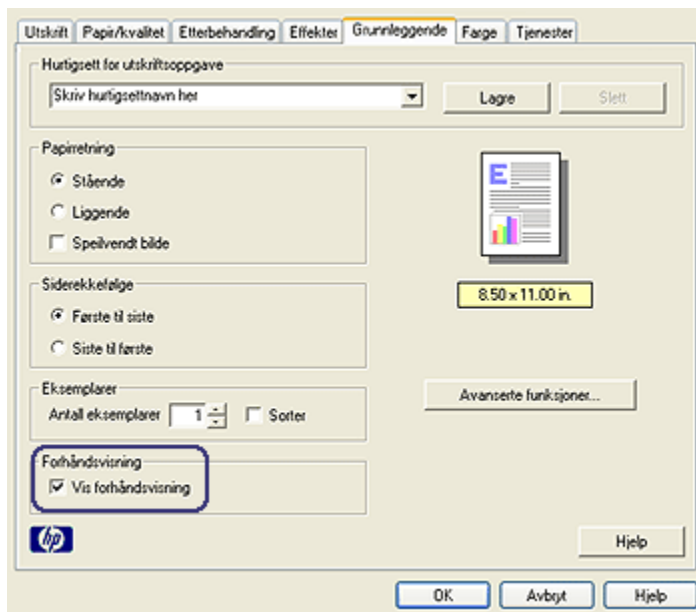 Utskrift Papir/kvalitet Etterbehandling Effekter Grunnleggende Farge Tjenester
Hurtigsett for utskriftsoppgave
Skriv hurtigsettnavn her Lagre Slett
Papirretning
Stående
Liggende
Speilvendt bilde
E
8.50 x 11.00 in.
Siderekkefølge
Første til siste
Siste til første
Eksemplarer
Antall eksemplarer 1 Sorter
Avanserte funksjoner...
Forhåndsvisning
Vis forhåndsvisning
hp
Hjelp
OK Avbryt Hjelp